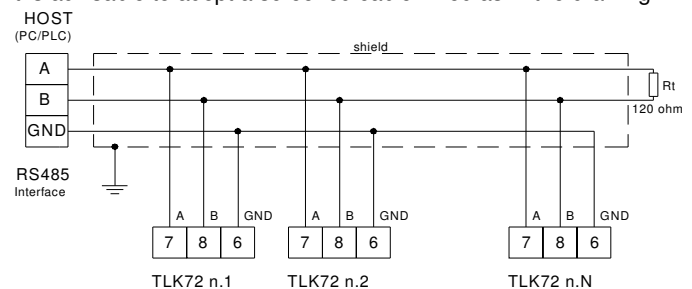 HOST
(PC/PLC)
shield
A
B
GND
Rt
120 ohm
RS485
Interface
A B GND
7 8 6
TLK72 n.1
A B GND
7 8 6
TLK72 n.2
A B GND
7 8 6
TLK72 n.N